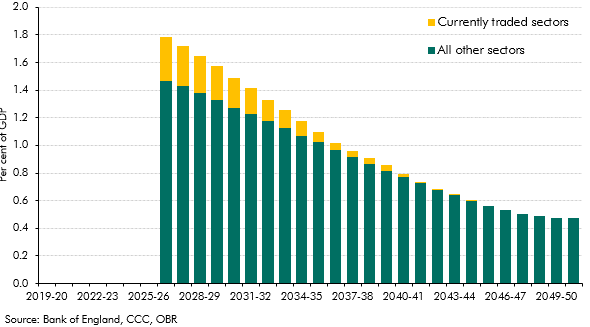 2.0
Currently traded sectors
1.8
All other sectors
1.6
1.4
1.2
1.0
Per cent of GDP
0.8
0.6
0.4
0.2
0.0
2019-20 2022-23 2025-26 2028-29 2031-32 2034-35 2037-38 2040-41 2043-44 2046-47 2049-50
Source: Bank of England, CCC, OBR